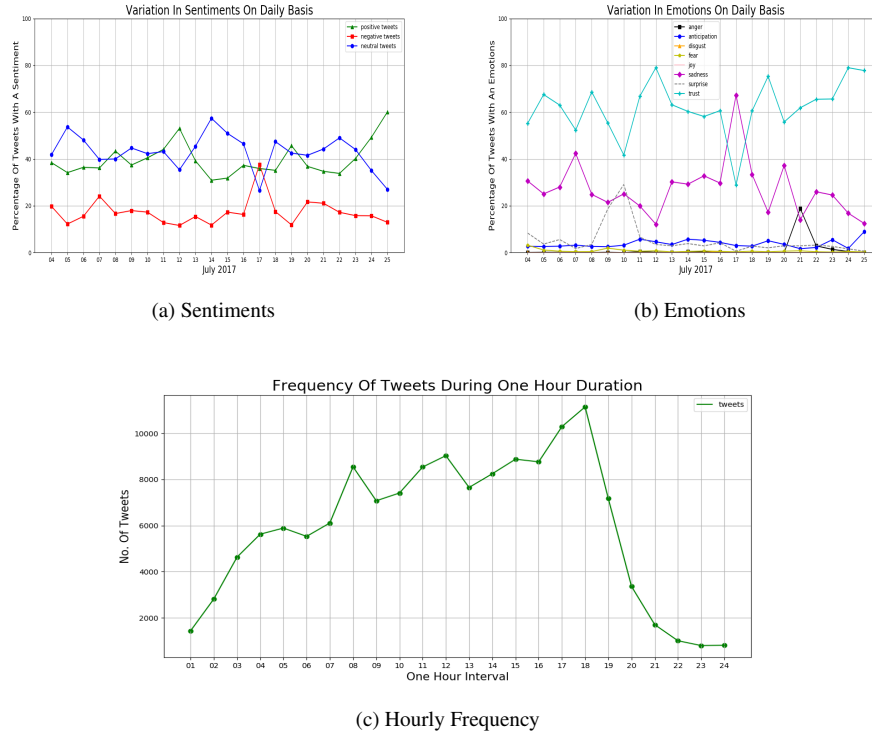 Variation In Sentiments On Daily Basis
Percentage Of Tweets With A Sentiment
100
80
60
40
20
0
positive tweets
negative tweets
neutral tweets
04 05 06 07 08 09 10 11 12 13 14 15 16 17 18 19 20 21 22 23 24 25
July 2017
(a) Sentiments
Variation In Emotions On Daily Basis
Percentage Of Tweets With An Emotions
100
80
60
40
20
0
anger
anticipation
disgust
fear
joy
sadness
surprise
trust
04 05 06 07 08 09 10 11 12 13 14 15 16 17 18 19 20 21 22 23 24 25
July 2017
(b) Emotions
Frequency Of Tweets During One Hour Duration
No. Of Tweets
10000
8000
6000
4000
2000
tweets
01 02 03 04 05 06 07 08 09 10 11 12 13 14 15 16 17 18 19 20 21 22 23 24
One Hour Interval
(c) Hourly Frequency